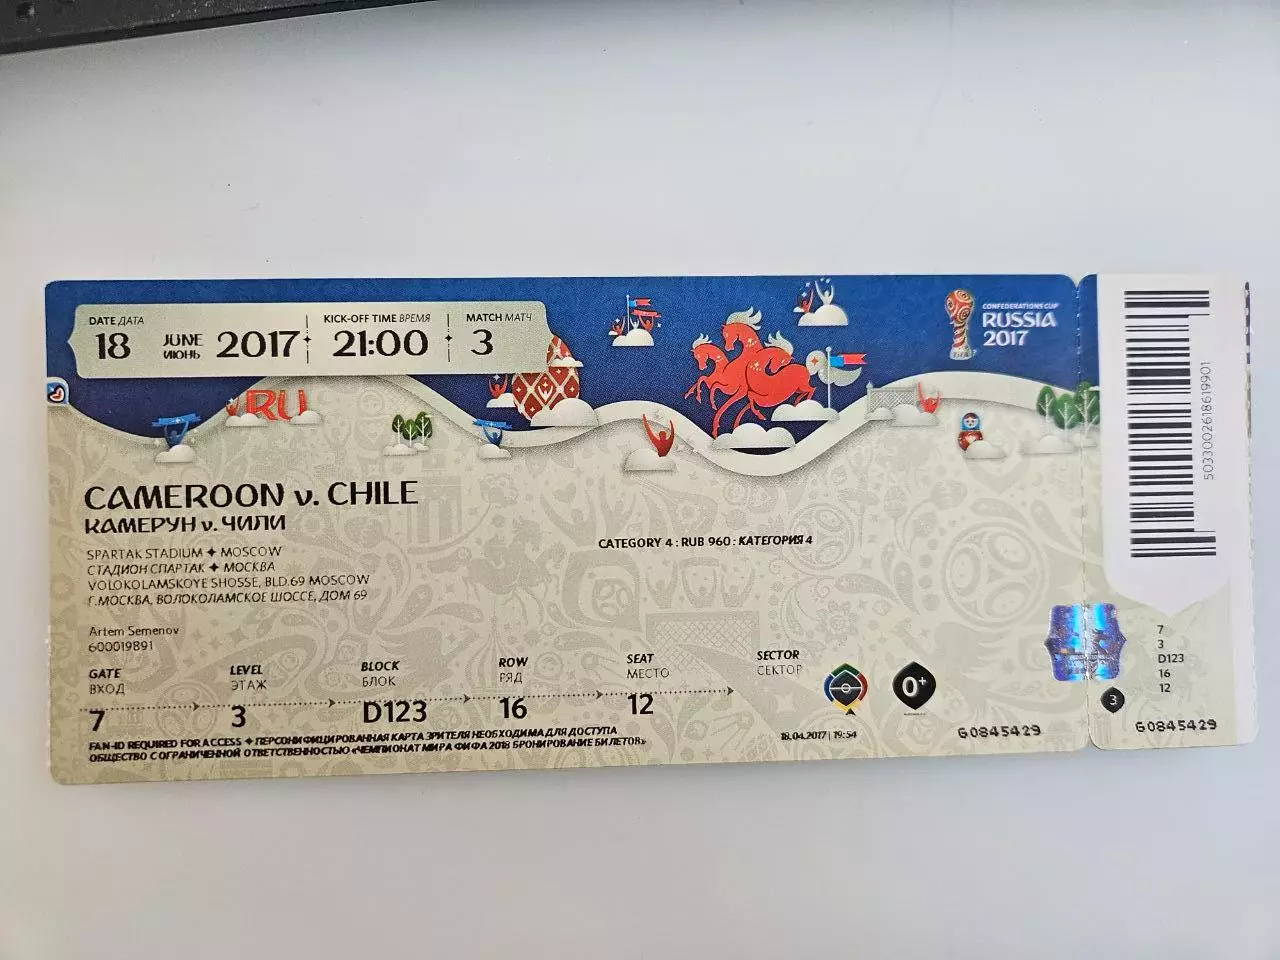 DATE ДАТА KICK-OFF TIME ВРЕМЯ MATCH МАТЧ
18 JUNE ИЮНЬ 2017 21:00 3
CONFEDERATIONS CUP
RUSSIA
2017
FIFA
RU
CAMEROON v. CHILE
КАМЕРУН v. ЧИЛИ
SPARTAK STADIUM ✦ MOSCOW
СТАДИОН СПАРТАК ✦ МОСКВА
VOLOKOLAMSKOYE SHOSSE, BLD.69 MOSCOW
Г.МОСКВА, ВОЛОКОЛАМСКОЕ ШОССЕ, ДОМ 69
CATEGORY 4 : RUB 960 : КАТЕГОРИЯ 4
Artem Semenov
600019891
GATE LEVEL BLOCK ROW SEAT SECTOR
ВХОД ЭТАЖ БЛОК РЯД МЕСТО СЕКТОР
7 3 D123 16 12
0+
FAN-ID REQUIRED FOR ACCESS ✦ ПЕРСОНИФИЦИРОВАННАЯ КАРТА ЗРИТЕЛЯ НЕОБХОДИМА ДЛЯ ДОСТУПА
ОБЩЕСТВО С ОГРАНИЧЕННОЙ ОТВЕТСТВЕННОСТЬЮ «ЧЕМПИОНАТ МИРА ФИФА 2018 БРОНИРОВАНИЕ БИЛЕТОВ»
18.04.2017 | 19:54
G0845429
5033002618619901
7
3
D123
16
12
3
G0845429